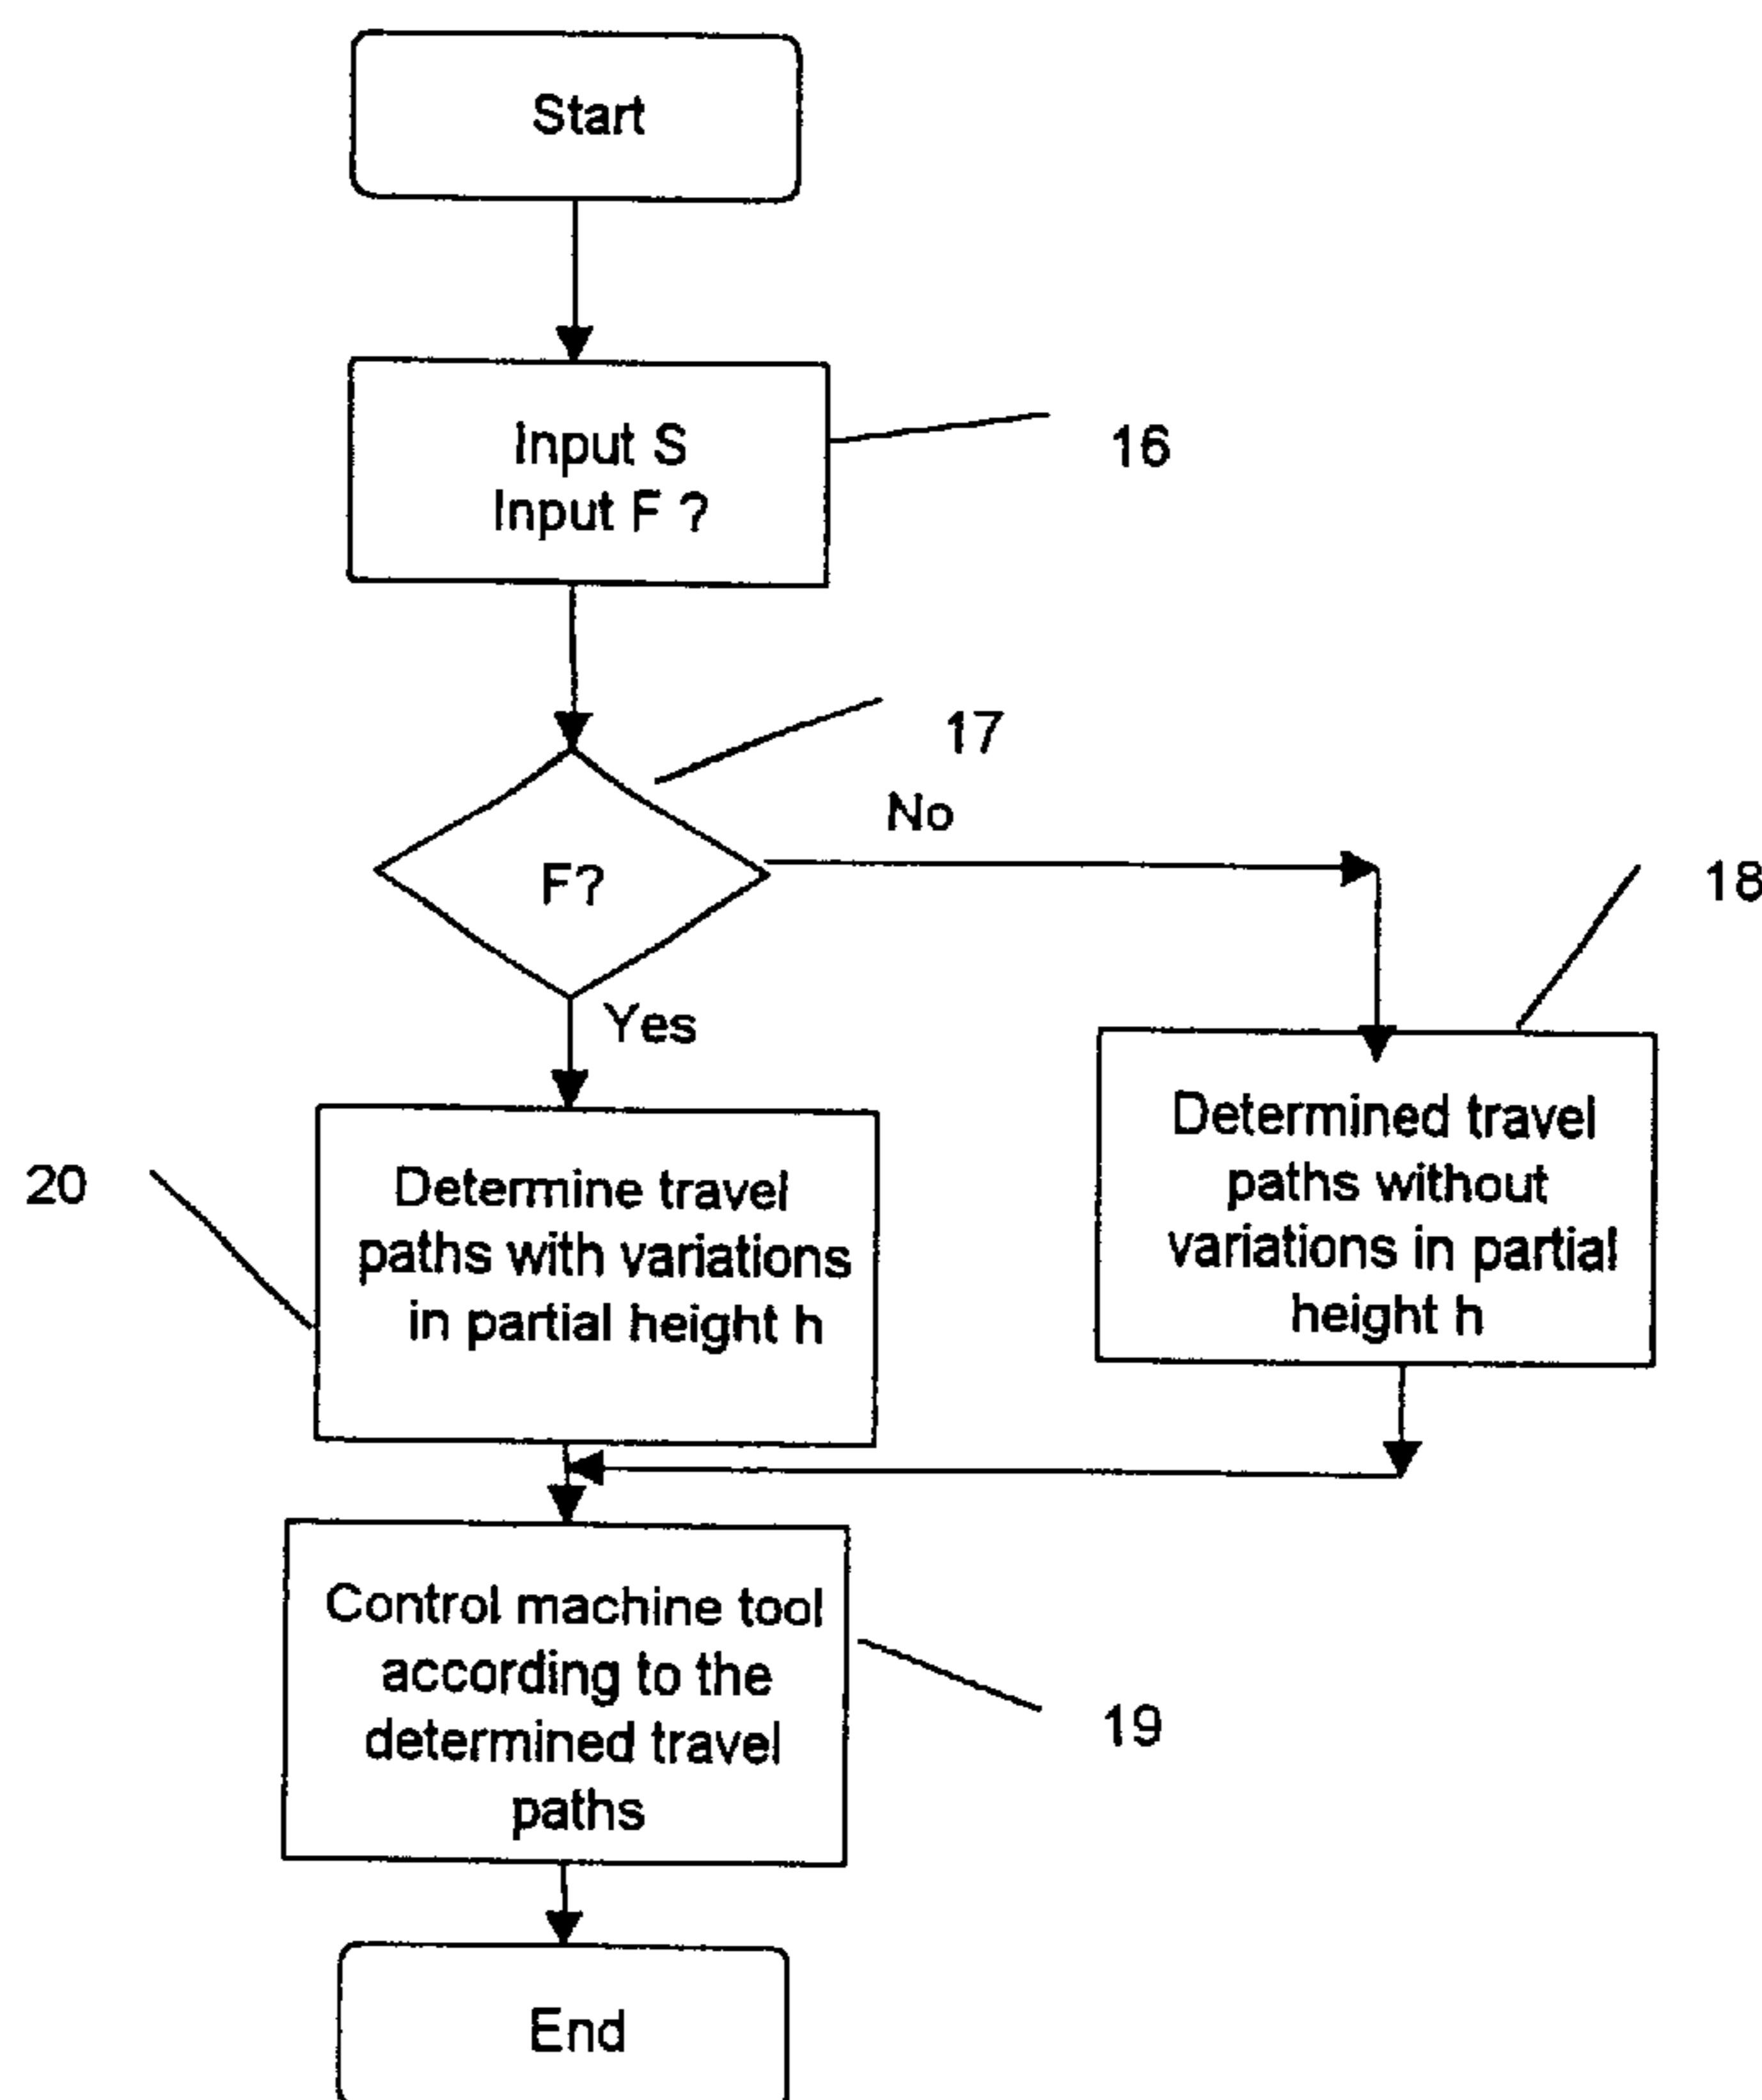 Start
Input S
Input F ?
16
17
No
F?
18
Yes
Determined travel
paths without
variations in partial
height h
20
Determine travel
paths with variations
in partial height h
Control machine tool
according to the
determined travel
paths
19
End